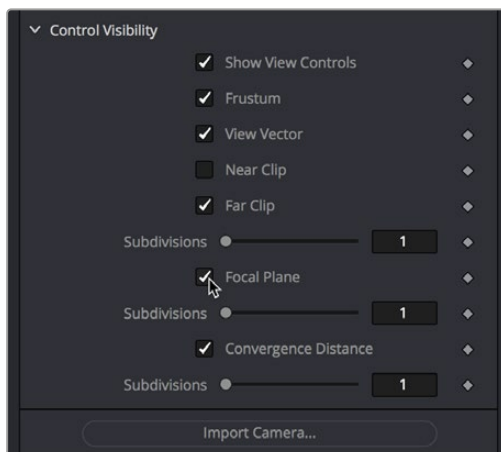 Control Visibility
Show View Controls
Frustum
View Vector
Near Clip
Far Clip
Subdivisions 1
Focal Plane
Subdivisions 1
Convergence Distance
Subdivisions 1
Import Camera...